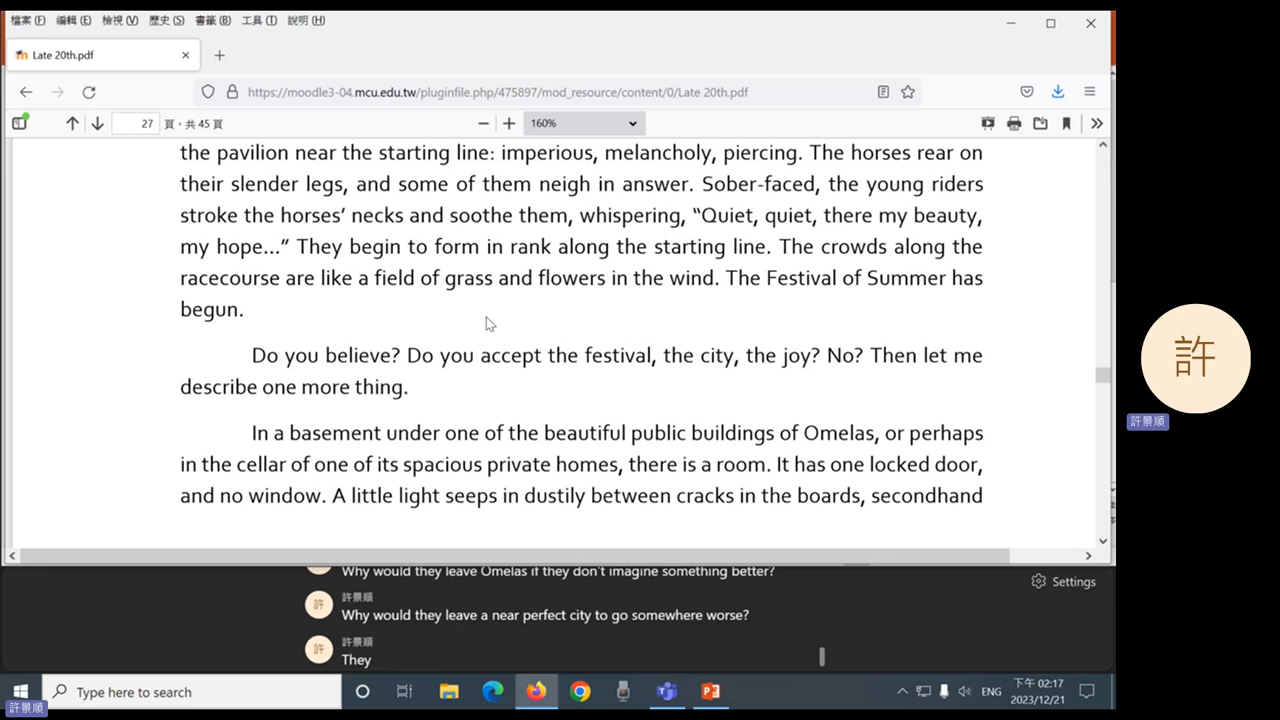 檔案(F) 編輯(E) 檢視(V) 歷史(S) 書籤(B) 工具(T) 說明(H)
Late 20th.pdf
https://moodle3-04.mcu.edu.tw/pluginfile.php/475897/mod_resource/content/0/Late 20th.pdf
27 頁，共 45 頁
160%
the pavilion near the starting line: imperious, melancholy, piercing. The horses rear on
their slender legs, and some of them neigh in answer. Sober-faced, the young riders
stroke the horses' necks and soothe them, whispering, “Quiet, quiet, there my beauty,
my hope...” They begin to form in rank along the starting line. The crowds along the
racecourse are like a field of grass and flowers in the wind. The Festival of Summer has
begun.
Do you believe? Do you accept the festival, the city, the joy? No? Then let me
describe one more thing.
In a basement under one of the beautiful public buildings of Omelas, or perhaps
in the cellar of one of its spacious private homes, there is a room. It has one locked door,
and no window. A little light seeps in dustily between cracks in the boards, secondhand
許
許景順
Why would they leave Omelas if they don't imagine something better?
Settings
許
許景順
Why would they leave a near perfect city to go somewhere worse?
許
許景順
They
Type here to search
ENG
下午 02:17
2023/12/21
許景順